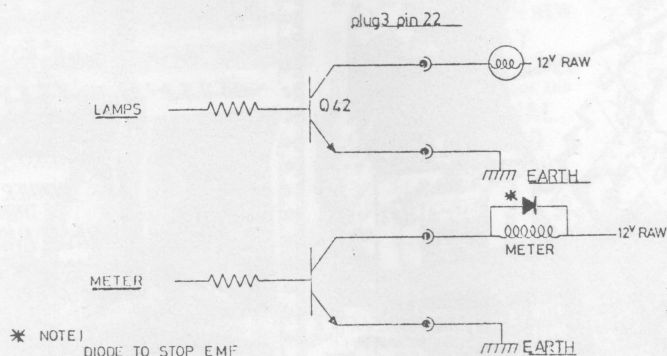 plug3 pin 22
12V RAW
LAMPS
Q42
EARTH
*
METER
12V RAW
METER
* NOTE1
DIODE TO STOP EMF
EARTH